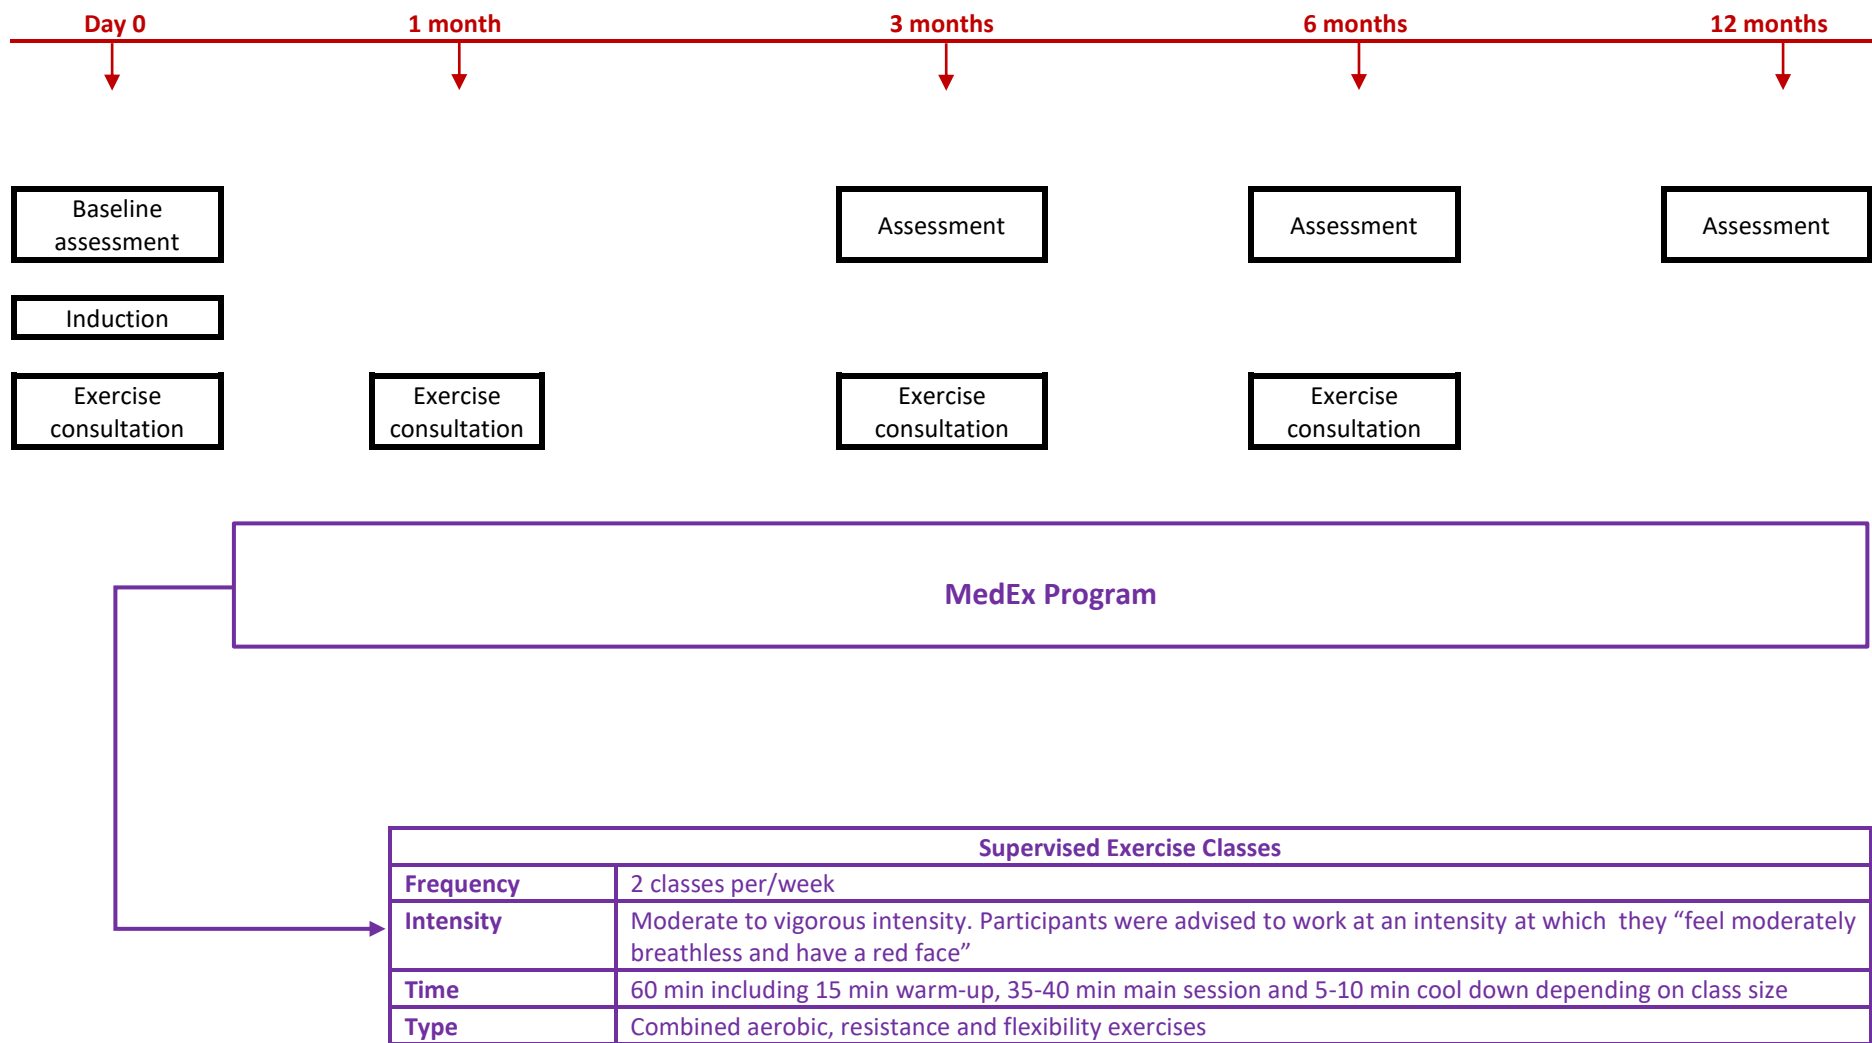 Day 0
1 month
3 months
6 months
12 months
Baseline
assessment
Assessment
Assessment
Assessment
Induction
Exercise
consultation
Exercise
consultation
Exercise
consultation
Exercise
consultation
MedEx Program
Supervised Exercise Classes
Frequency
2 classes per/week
Intensity
Moderate to vigorous intensity. Participants were advised to work at an intensity at which they “feel moderately
breathless and have a red face”
Time
60 min including 15 min warm-up, 35-40 min main session and 5-10 min cool down depending on class size
Type
Combined aerobic, resistance and flexibility exercises